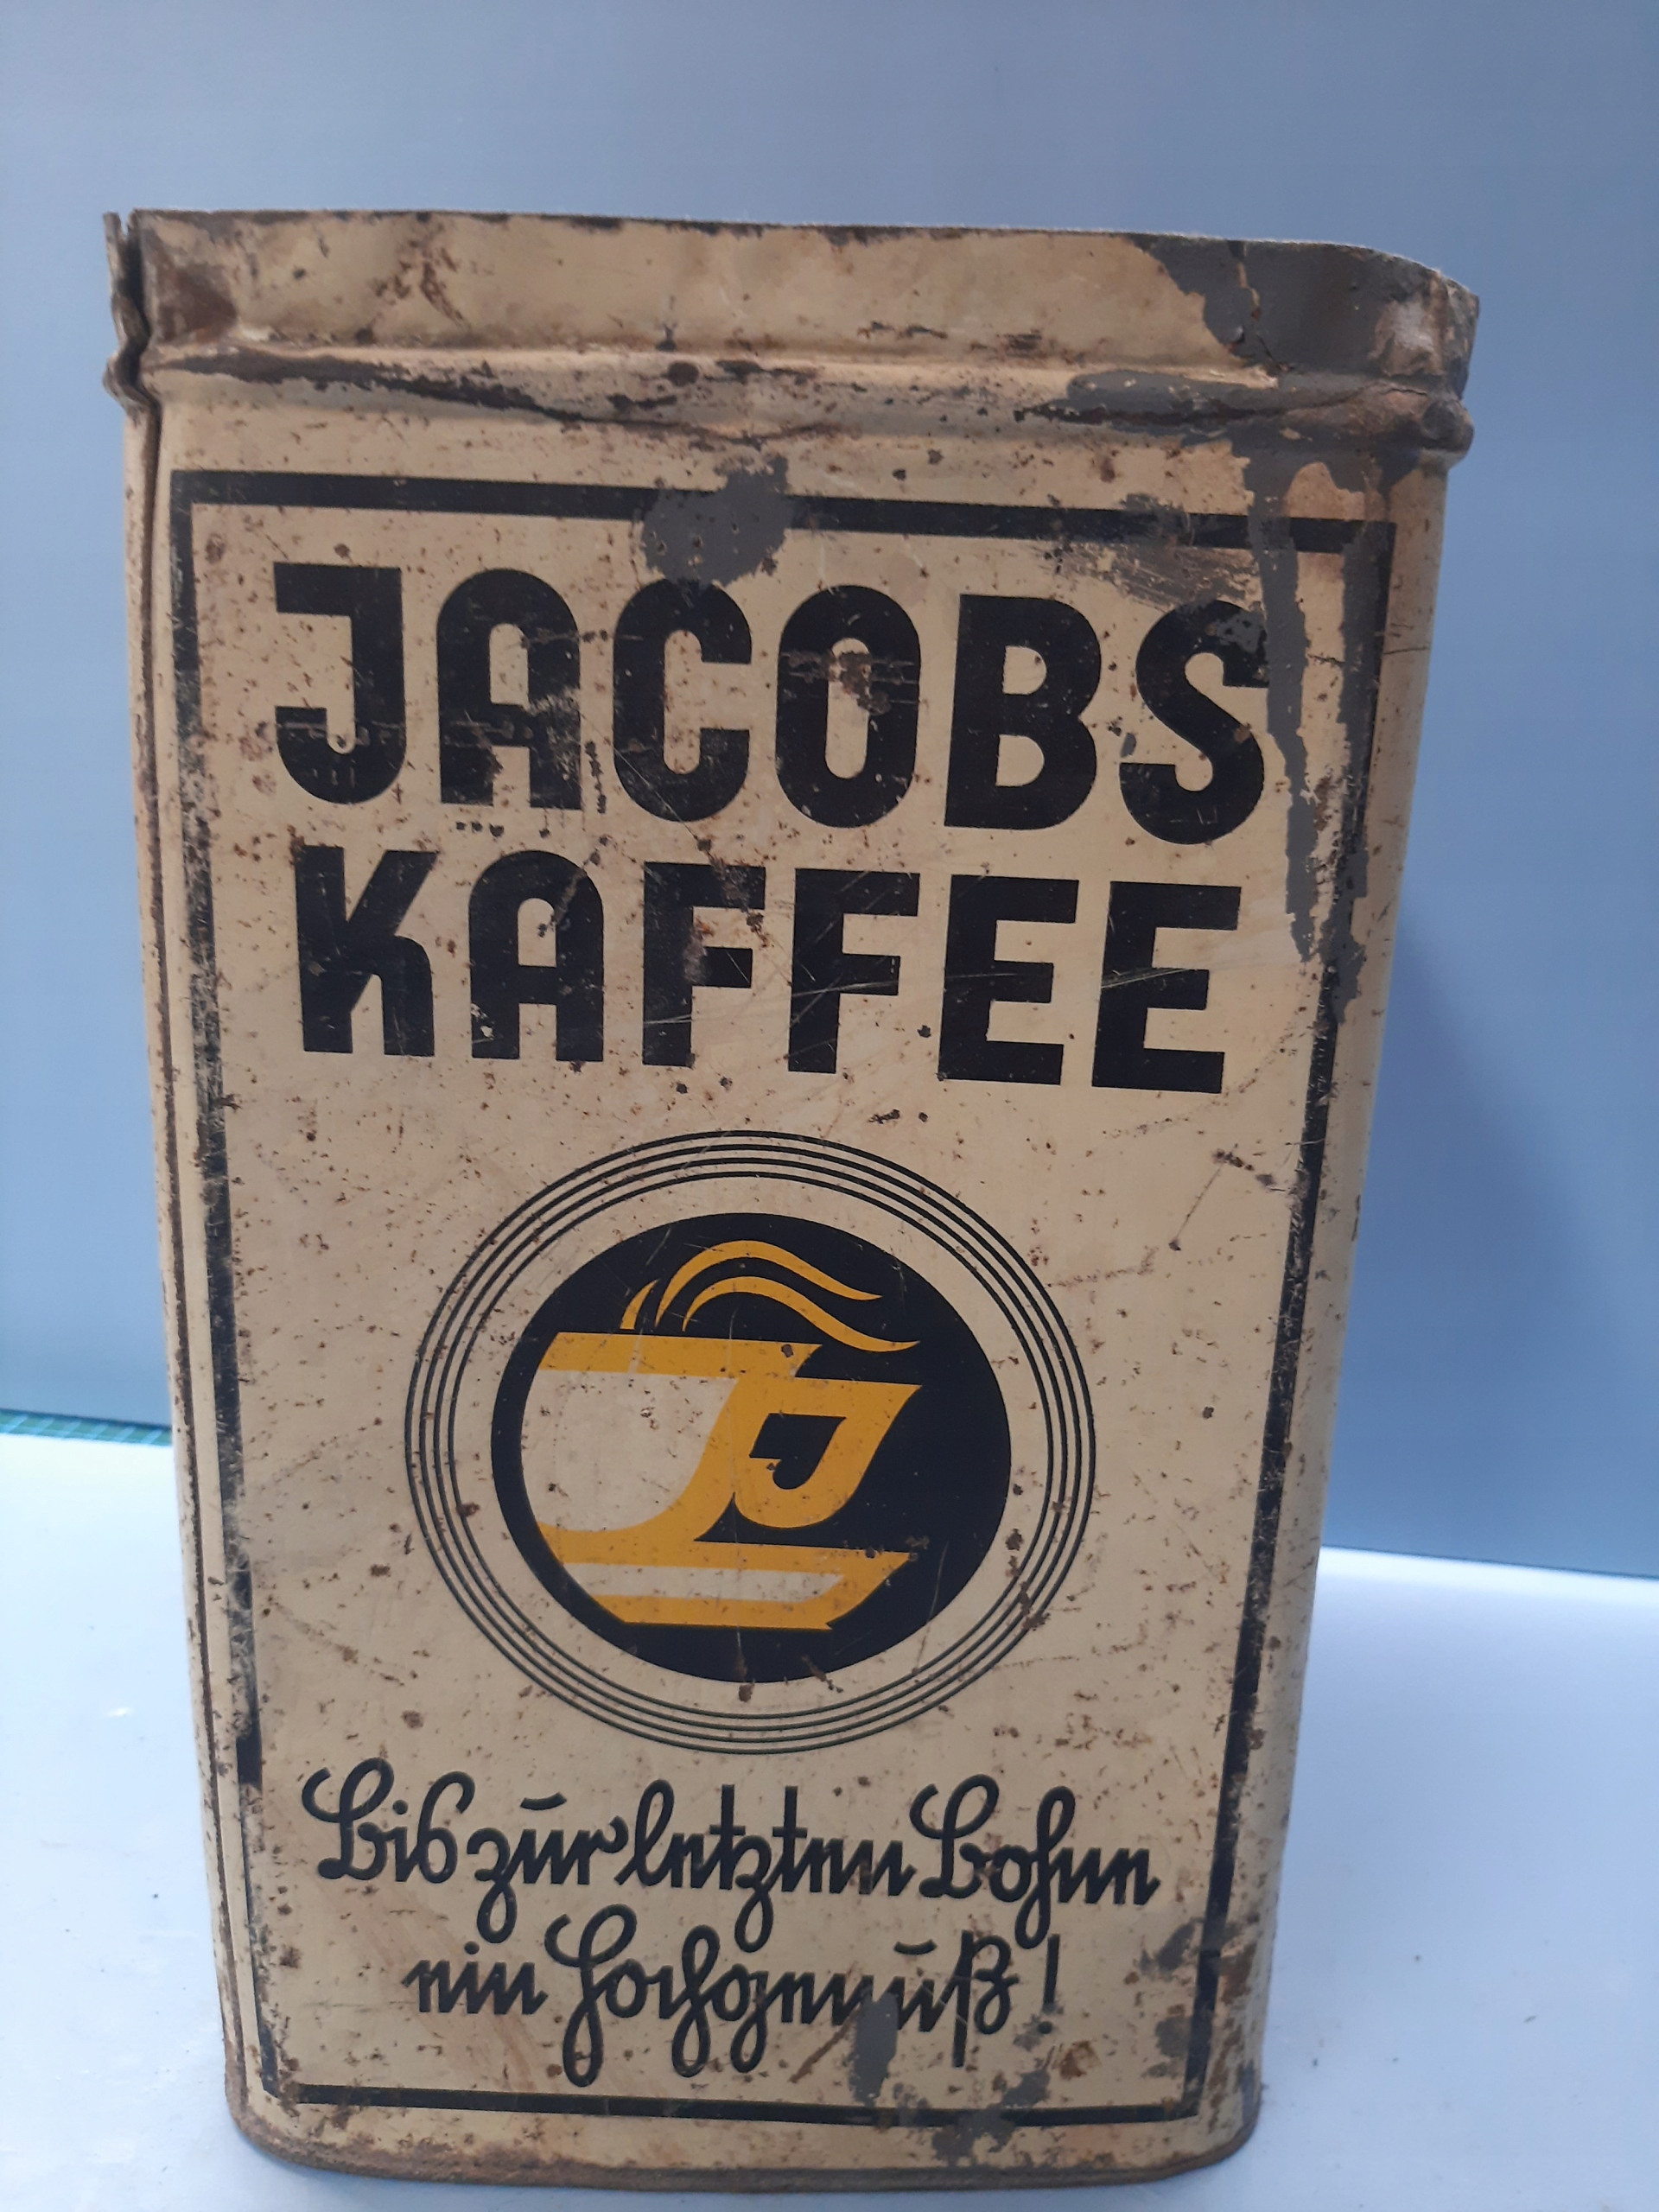 JACOBS
KAFFEE
Bis zur letzten Bohne
ein Hochgenuß!